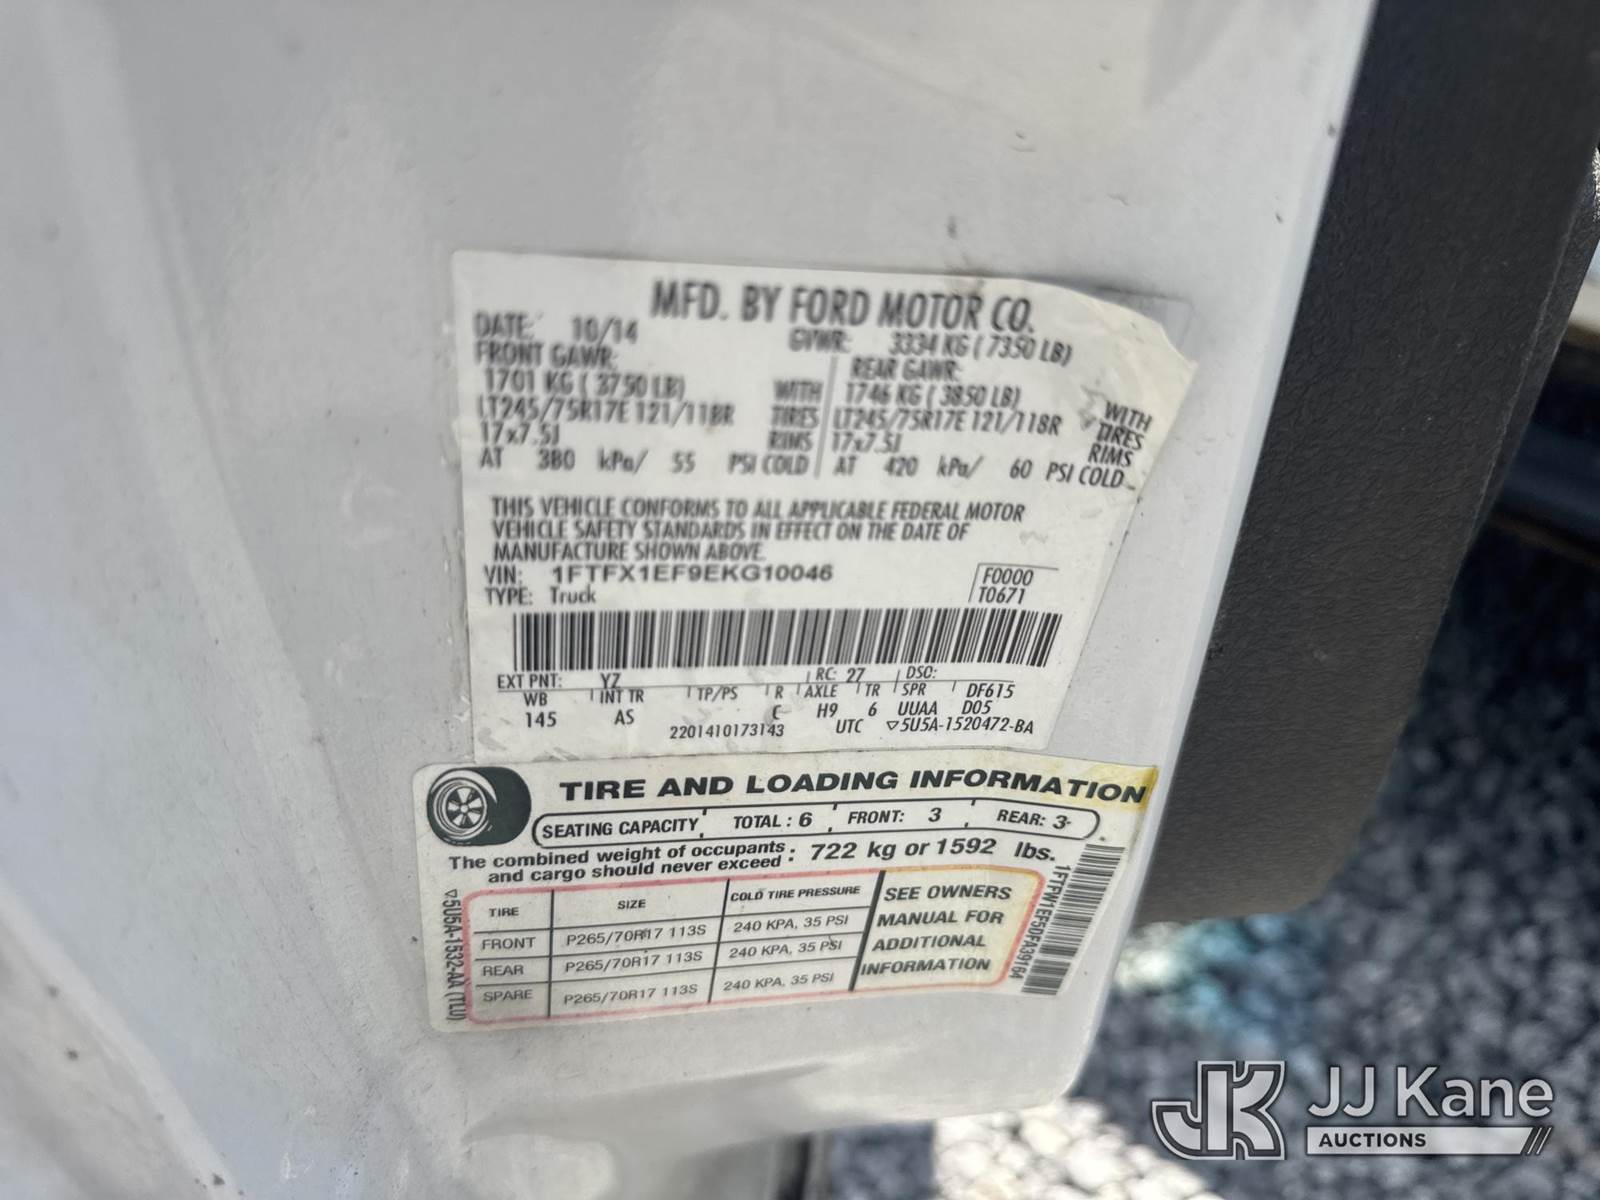 MFD. BY FORD MOTOR CO.
DATE: 10/14 GVWR: 3334 KG ( 7350 LB)
FRONT GAWR: REAR GAWR:
1701 KG ( 3750 LB) WITH 1746 KG ( 3850 LB) WITH
LT245/75R17E 121/118R TIRES LT245/75R17E 121/118R TIRES
17x7.5J RIMS 17x7.5J RIMS
AT 380 kPa/ 55 PSI COLD AT 420 kPa/ 60 PSI COLD
THIS VEHICLE CONFORMS TO ALL APPLICABLE FEDERAL MOTOR
VEHICLE SAFETY STANDARDS IN EFFECT ON THE DATE OF
MANUFACTURE SHOWN ABOVE.
VIN: 1FTFX1EF9EKG10046 F0000
TYPE: Truck T0671
EXT PNT: YZ RC: 27 DSO:
WB INT TR TP/PS R AXLE TR SPR DF615
145 AS C H9 6 UUAA D05
2201410173143 UTC ▽5U5A-1520472-BA
TIRE AND LOADING INFORMATION
SEATING CAPACITY TOTAL : 6 FRONT: 3 REAR: 3
The combined weight of occupants : 722 kg or 1592 lbs.
and cargo should never exceed
TIRE SIZE COLD TIRE PRESSURE SEE OWNERS
FRONT P265/70R17 113S 240 KPA, 35 PSI MANUAL FOR
REAR P265/70R17 113S 240 KPA, 35 PSI ADDITIONAL
SPARE P265/70R17 113S 240 KPA, 35 PSI INFORMATION
▽5U5A-1532-AA (TLU)
1FTFW1EF5DFA3916A
JK JJ Kane
AUCTIONS